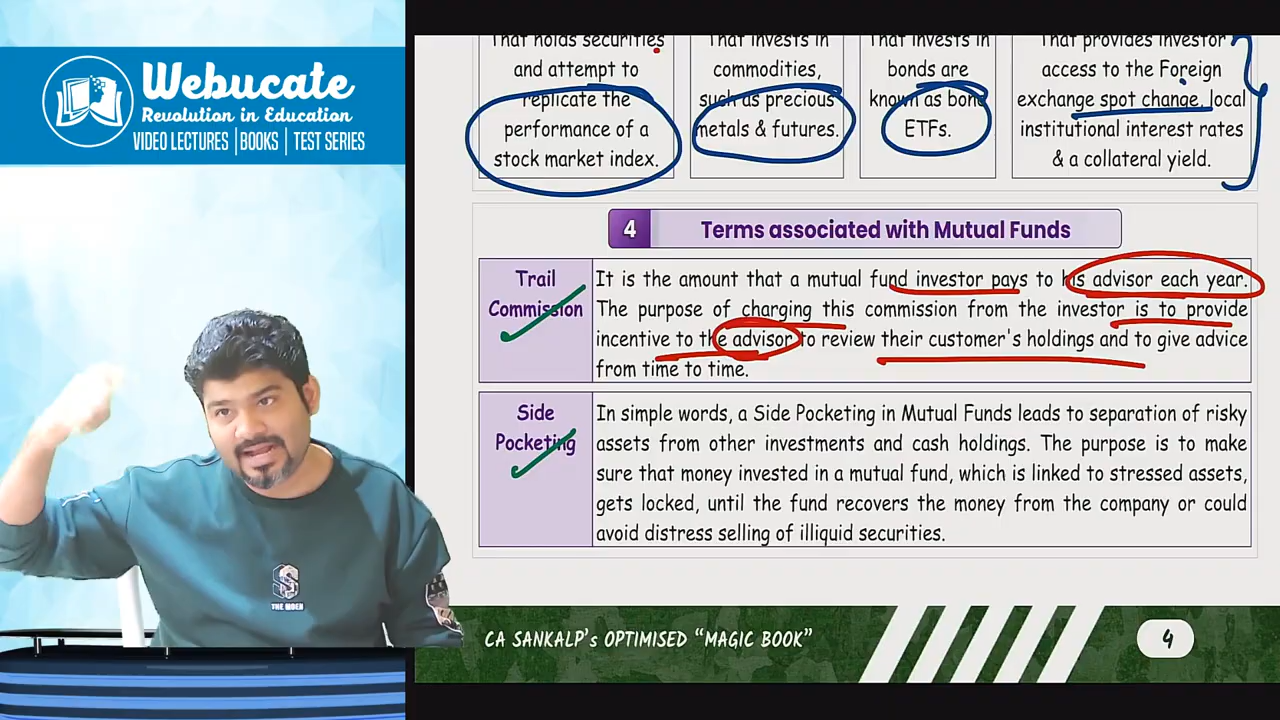 Webucate
Revolution in Education
VIDEO LECTURES | BOOKS | TEST SERIES
That holds securities
and attempt to
replicate the
performance of a
stock market index.
That invests in
commodities,
such as precious
metals & futures.
That invests in
bonds are
known as bond
ETFs.
That provides investor
access to the Foreign
exchange spot change, local
institutional interest rates
& a collateral yield.
4 Terms associated with Mutual Funds
Trail
Commission
It is the amount that a mutual fund investor pays to his advisor each year.
The purpose of charging this commission from the investor is to provide
incentive to the advisor to review their customer's holdings and to give advice
from time to time.
Side
Pocketing
In simple words, a Side Pocketing in Mutual Funds leads to separation of risky
assets from other investments and cash holdings. The purpose is to make
sure that money invested in a mutual fund, which is linked to stressed assets,
gets locked, until the fund recovers the money from the company or could
avoid distress selling of illiquid securities.
CA SANKALP's OPTIMISED "MAGIC BOOK"
4